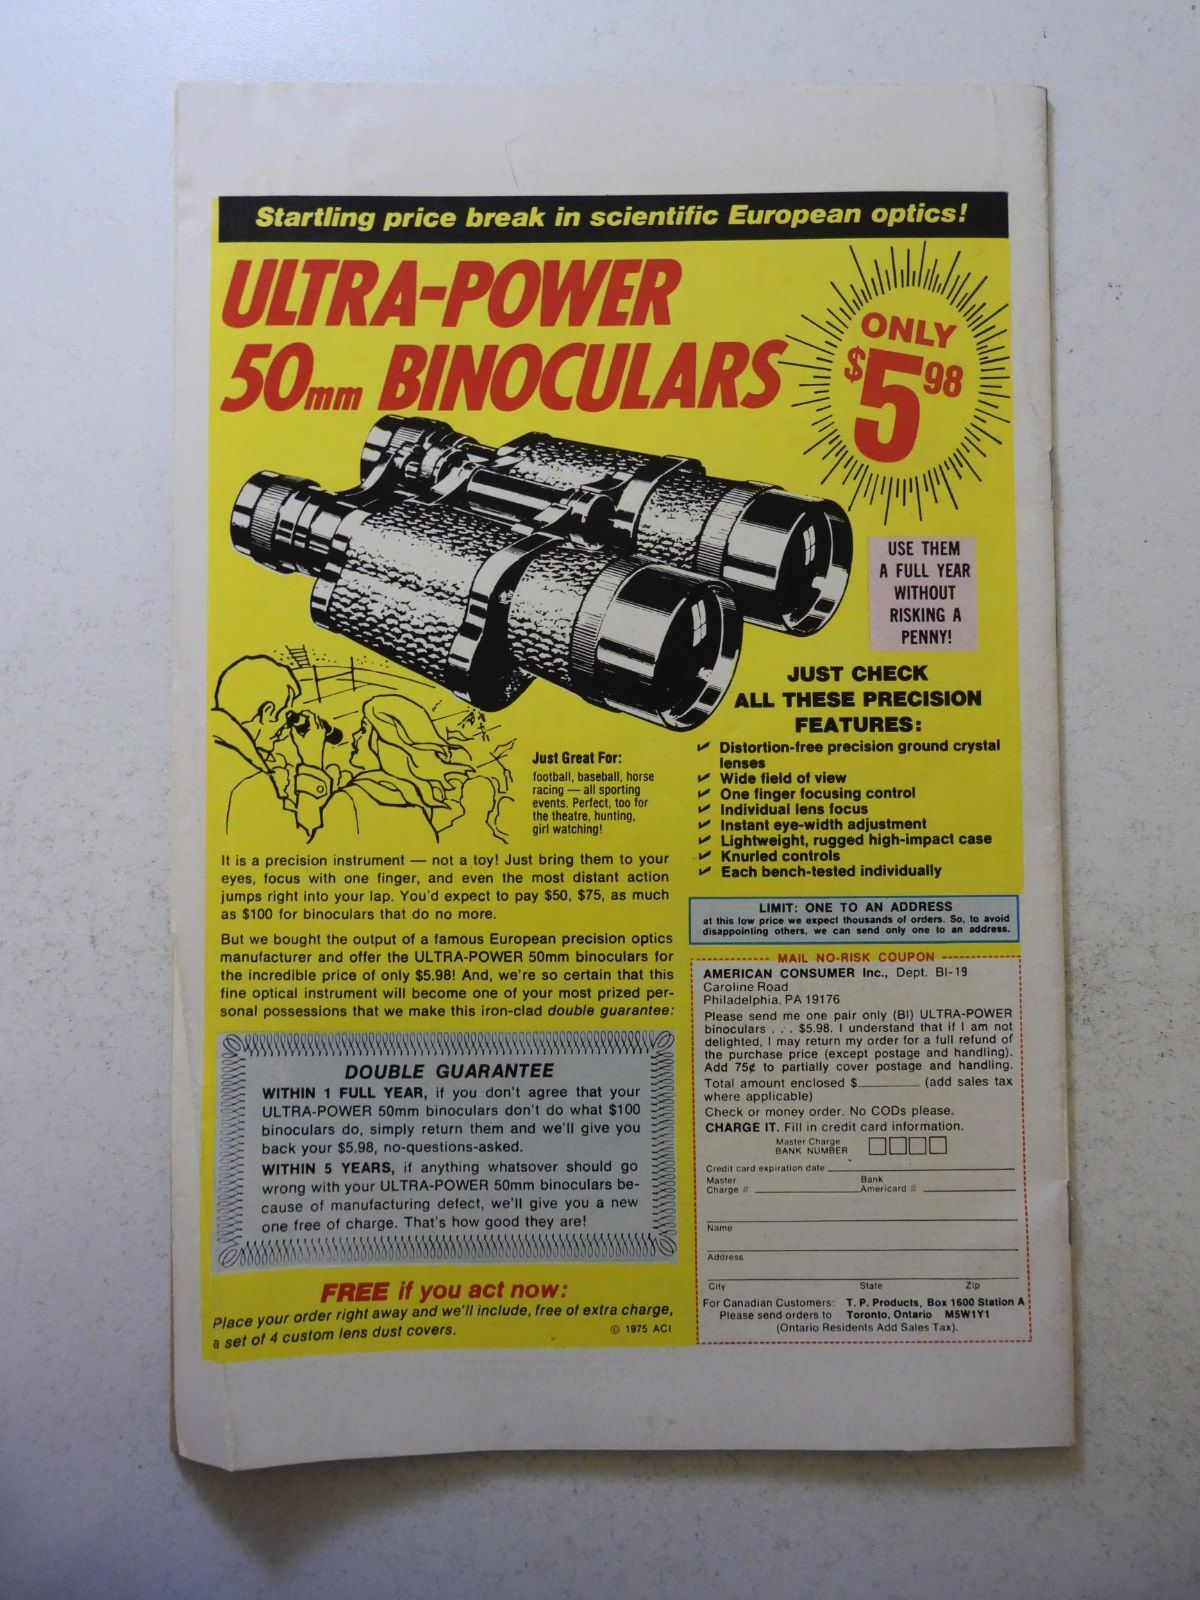 Startling price break in scientific European optics!
ULTRA-POWER
50mm BINOCULARS
ONLY
$5 98
USE THEM
A FULL YEAR
WITHOUT
RISKING A
PENNY!
JUST CHECK
ALL THESE PRECISION
FEATURES:
✓ Distortion-free precision ground crystal
lenses
✓ Wide field of view
✓ One finger focusing control
✓ Individual lens focus
✓ Instant eye-width adjustment
✓ Lightweight, rugged high-impact case
✓ Knurled controls
✓ Each bench-tested individually
Just Great For:
football, baseball, horse
racing — all sporting
events. Perfect, too for
the theatre, hunting,
girl watching!
It is a precision instrument — not a toy! Just bring them to your
eyes, focus with one finger, and even the most distant action
jumps right into your lap. You'd expect to pay $50, $75, as much
as $100 for binoculars that do no more.
But we bought the output of a famous European precision optics
manufacturer and offer the ULTRA-POWER 50mm binoculars for
the incredible price of only $5.98! And, we're so certain that this
fine optical instrument will become one of your most prized per-
sonal possessions that we make this iron-clad double guarantee:
DOUBLE GUARANTEE
WITHIN 1 FULL YEAR, if you don't agree that your
ULTRA-POWER 50mm binoculars don't do what $100
binoculars do, simply return them and we'll give you
back your $5.98, no-questions-asked.
WITHIN 5 YEARS, if anything whatsover should go
wrong with your ULTRA-POWER 50mm binoculars be-
cause of manufacturing defect, we'll give you a new
one free of charge. That's how good they are!
FREE if you act now:
Place your order right away and we'll include, free of extra charge,
a set of 4 custom lens dust covers.
© 1975 ACI
LIMIT: ONE TO AN ADDRESS
at this low price we expect thousands of orders. So, to avoid
disappointing others, we can send only one to an address.
MAIL NO-RISK COUPON
AMERICAN CONSUMER Inc., Dept. BI-19
Caroline Road
Philadelphia, PA 19176
Please send me one pair only (BI) ULTRA-POWER
binoculars . . . $5.98. I understand that if I am not
delighted, I may return my order for a full refund of
the purchase price (except postage and handling).
Add 75¢ to partially cover postage and handling.
Total amount enclosed $________ (add sales tax
where applicable)
Check or money order. No CODs please.
CHARGE IT. Fill in credit card information.
Master Charge
BANK NUMBER
Credit card expiration date
Master
Charge #
Bank
Americard #
Name
Address
City State Zip
For Canadian Customers: T. P. Products, Box 1600 Station A
Please send orders to Toronto, Ontario M5W1Y1
(Ontario Residents Add Sales Tax).